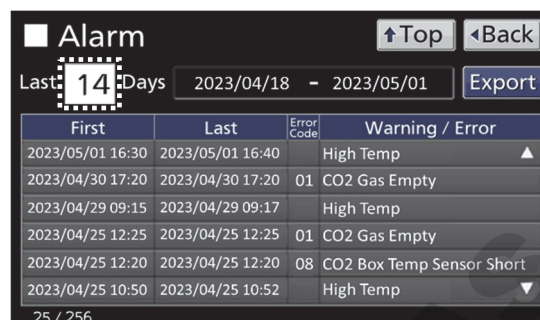 Alarm
↑Top
◂Back
Last 14 Days
2023/04/18 – 2023/05/01
Export
First Last Error Code Warning / Error
2023/05/01 16:30 2023/05/01 16:40 High Temp
2023/04/30 17:20 2023/04/30 17:20 01 CO2 Gas Empty
2023/04/29 09:15 2023/04/29 09:17 High Temp
2023/04/25 12:25 2023/04/25 12:25 01 CO2 Gas Empty
2023/04/25 12:20 2023/04/25 12:20 08 CO2 Box Temp Sensor Short
2023/04/25 10:50 2023/04/25 10:52 High Temp
25 / 256